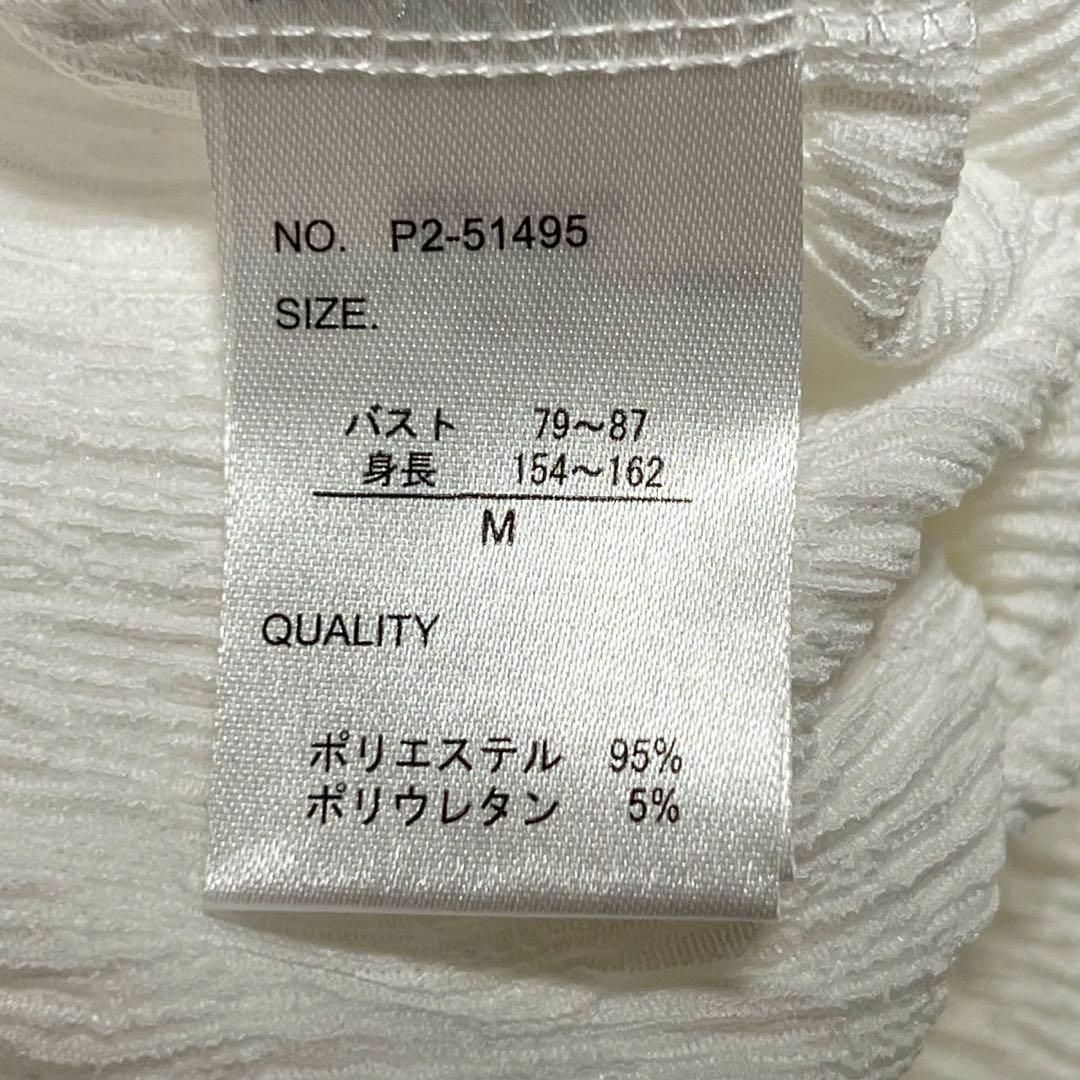 NO. P2-51495
SIZE.
バスト 79〜87
身長 154〜162
M
QUALITY
ポリエステル 95%
ポリウレタン 5%